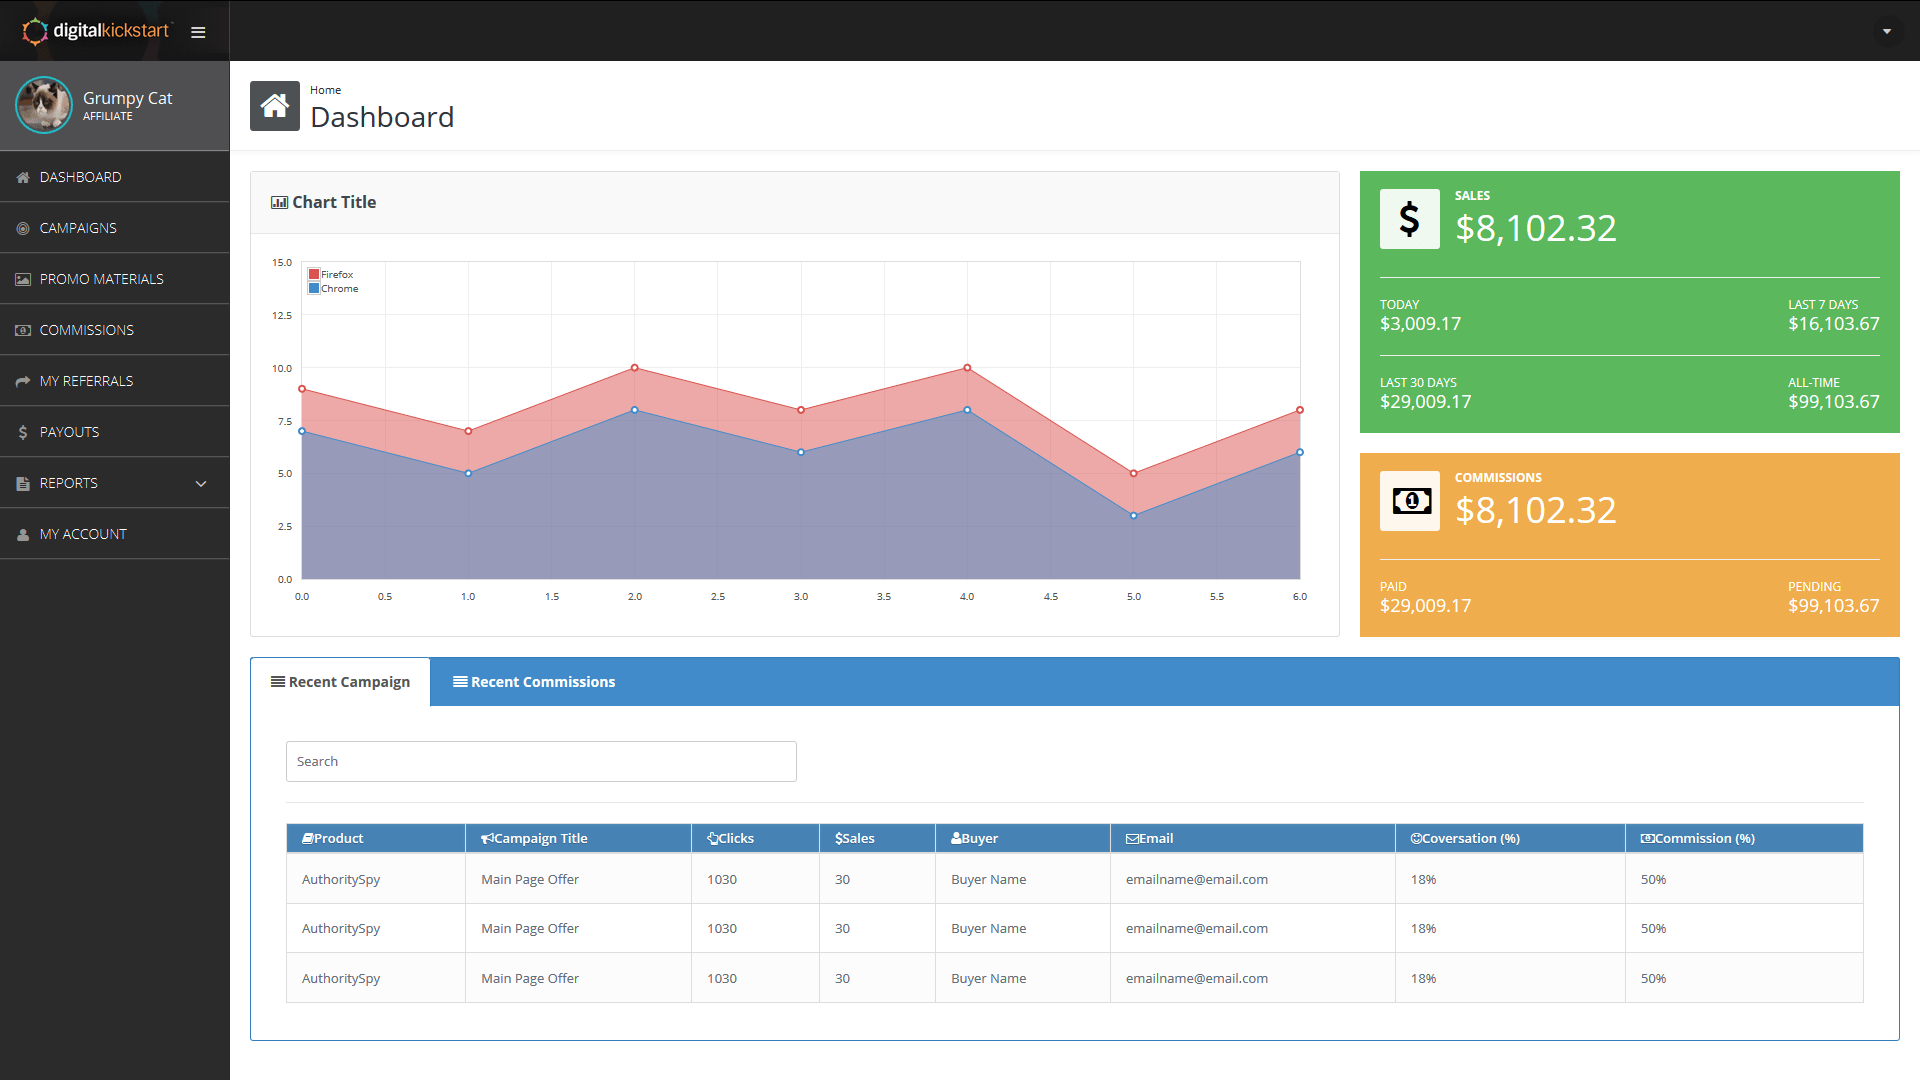 digitalkickstart
Grumpy Cat
AFFILIATE
DASHBOARD
CAMPAIGNS
PROMO MATERIALS
COMMISSIONS
MY REFERRALS
PAYOUTS
REPORTS
MY ACCOUNT
Home
Dashboard
Chart Title
Firefox
Chrome
15.0
12.5
10.0
7.5
5.0
2.5
0.0
0.0 0.5 1.0 1.5 2.0 2.5 3.0 3.5 4.0 4.5 5.0 5.5 6.0
SALES
$8,102.32
TODAY LAST 7 DAYS
$3,009.17 $16,103.67
LAST 30 DAYS ALL-TIME
$29,009.17 $99,103.67
COMMISSIONS
$8,102.32
PAID PENDING
$29,009.17 $99,103.67
Recent Campaign Recent Commissions
Search
Product Campaign Title Clicks $Sales Buyer Email Coversation (%) Commission (%)
AuthoritySpy Main Page Offer 1030 30 Buyer Name emailname@email.com 18% 50%
AuthoritySpy Main Page Offer 1030 30 Buyer Name emailname@email.com 18% 50%
AuthoritySpy Main Page Offer 1030 30 Buyer Name emailname@email.com 18% 50%